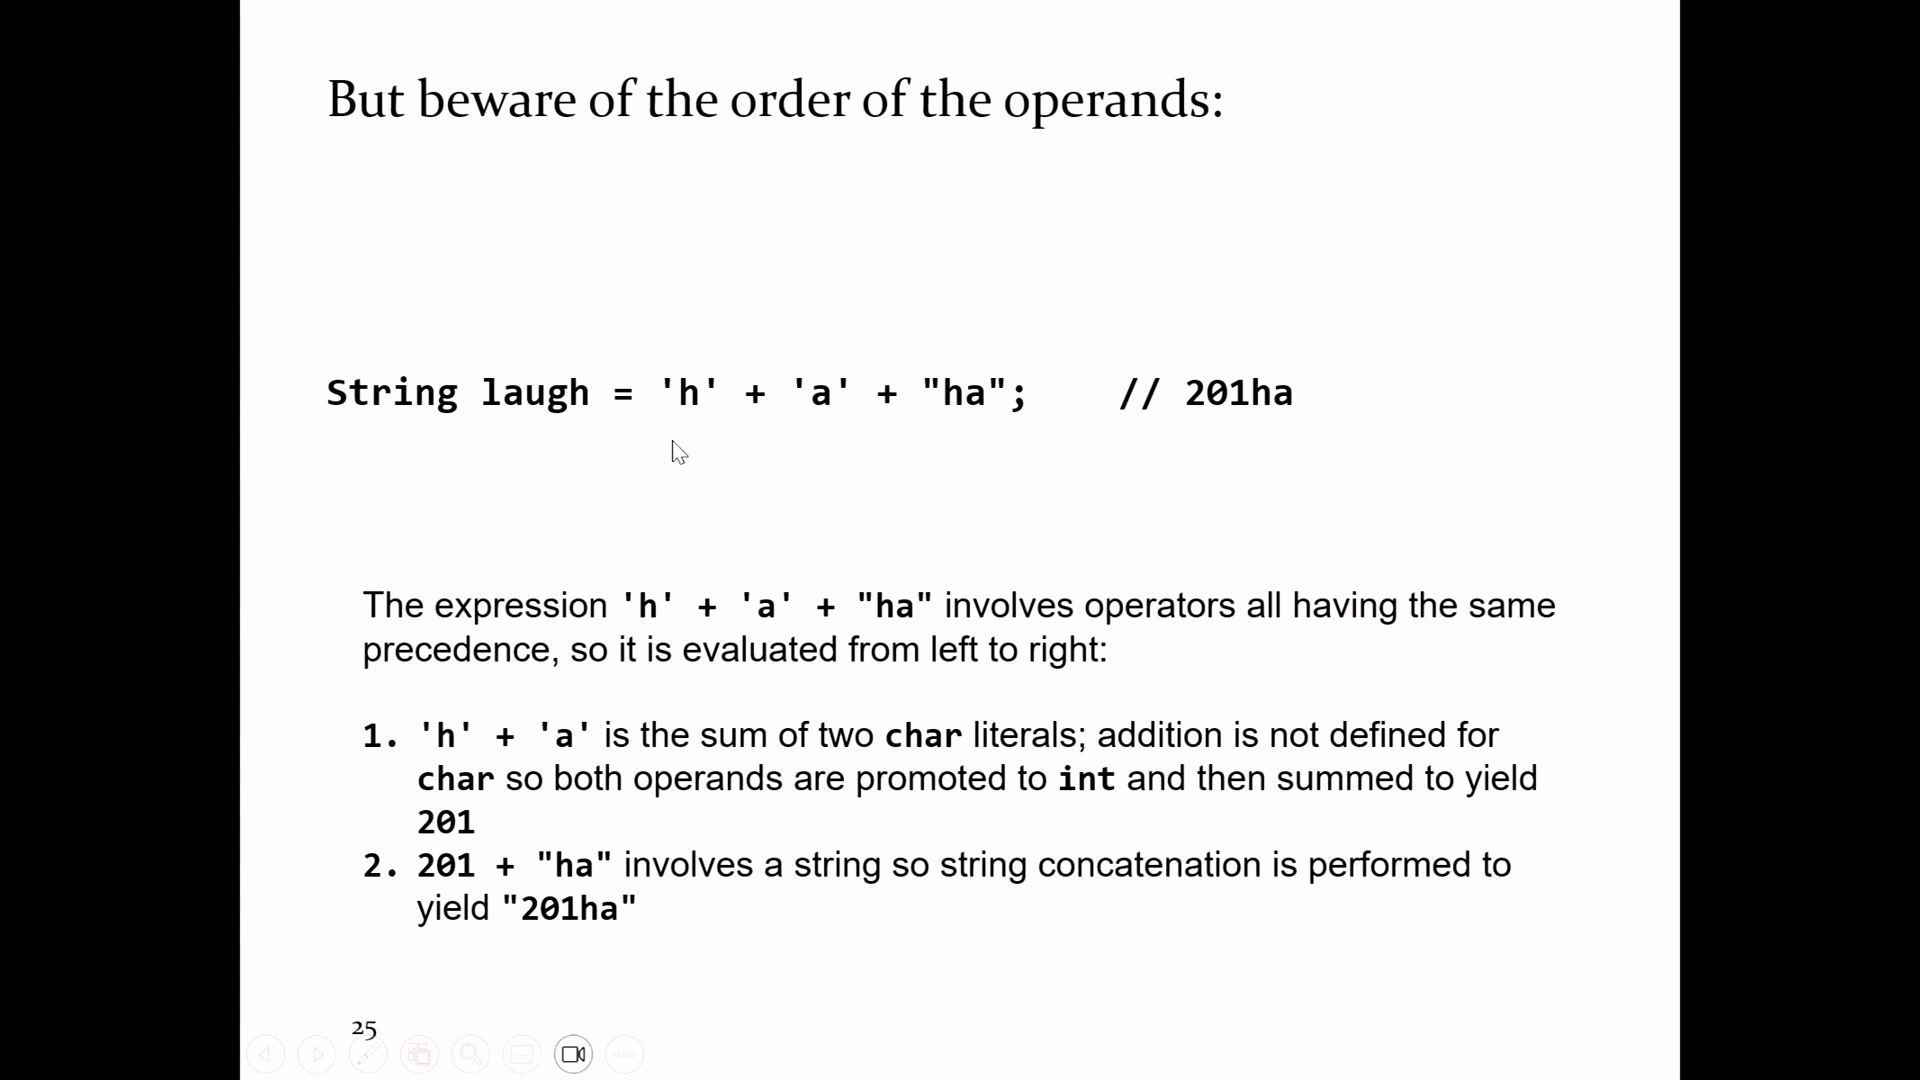 But beware of the order of the operands:
String laugh = 'h' + 'a' + "ha";    // 201ha
The expression 'h' + 'a' + "ha" involves operators all having the same
precedence, so it is evaluated from left to right:
1. 'h' + 'a' is the sum of two char literals; addition is not defined for
char so both operands are promoted to int and then summed to yield
201
2. 201 + "ha" involves a string so string concatenation is performed to
yield "201ha"
25